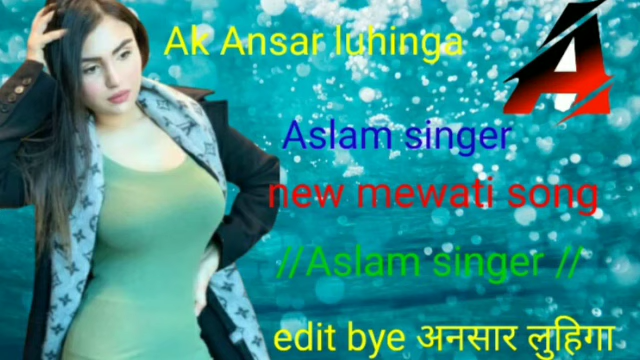 Ak Ansar luhinga
A
Aslam singer
new mewati song
//Aslam singer //
edit bye अनसार लुहिगा